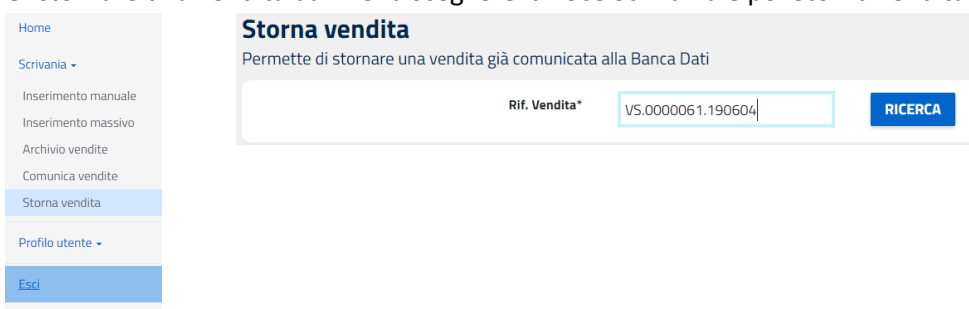 Home
Scrivania
Inserimento manuale
Inserimento massivo
Archivio vendite
Comunica vendite
Storna vendita
Profilo utente
Esci
Storna vendita
Permette di stornare una vendita già comunicata alla Banca Dati
Rif. Vendita* VS.0000061.190604 RICERCA